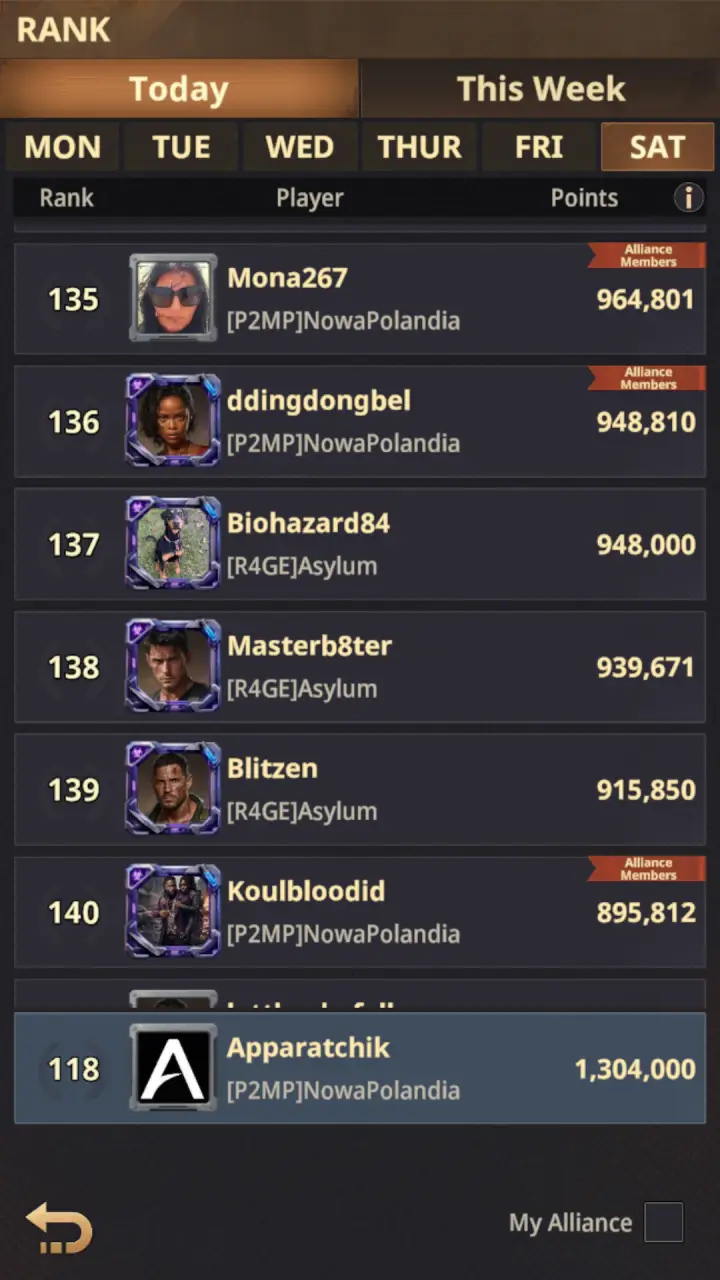 RANK
Today
This Week
MON
TUE
WED
THUR
FRI
SAT
Rank
Player
Points
135
Mona267
[P2MP]NowaPolandia
Alliance
Members
964,801
136
ddingdongbel
[P2MP]NowaPolandia
Alliance
Members
948,810
137
Biohazard84
[R4GE]Asylum
948,000
138
Masterb8ter
[R4GE]Asylum
939,671
139
Blitzen
[R4GE]Asylum
915,850
140
Koulbloodid
[P2MP]NowaPolandia
Alliance
Members
895,812
118
Apparatchik
[P2MP]NowaPolandia
1,304,000
My Alliance